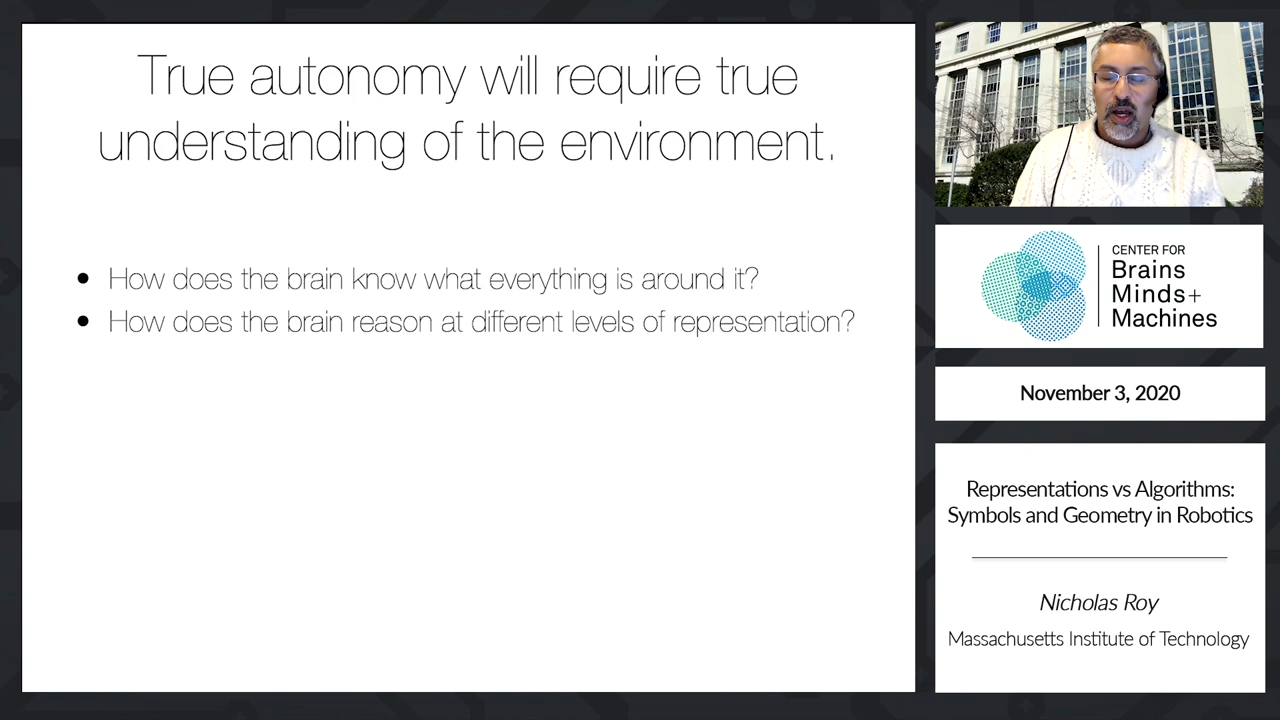 True autonomy will require true
understanding of the environment.
• How does the brain know what everything is around it?
• How does the brain reason at different levels of representation?
CENTER FOR
Brains
Minds+
Machines
November 3, 2020
Representations vs Algorithms:
Symbols and Geometry in Robotics
Nicholas Roy
Massachusetts Institute of Technology